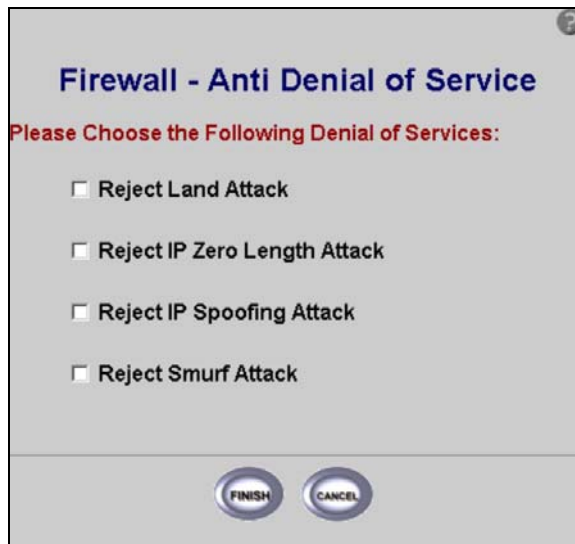 ?
Firewall - Anti Denial of Service
Please Choose the Following Denial of Services:
Reject Land Attack
Reject IP Zero Length Attack
Reject IP Spoofing Attack
Reject Smurf Attack
FINISH
CANCEL